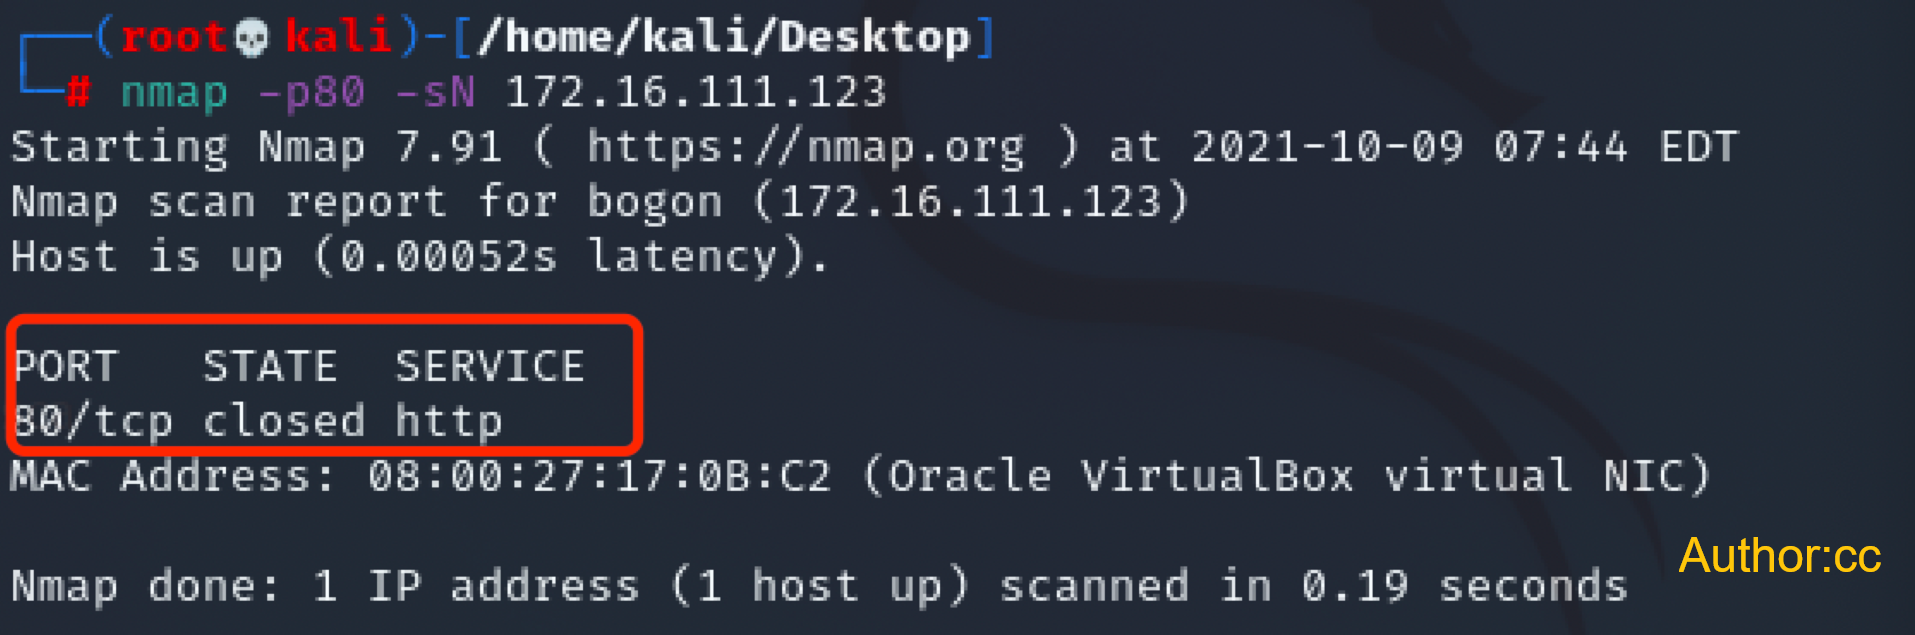 (root💀kali)-[/home/kali/Desktop]
# nmap -p80 -sN 172.16.111.123
Starting Nmap 7.91 ( https://nmap.org ) at 2021-10-09 07:44 EDT
Nmap scan report for bogon (172.16.111.123)
Host is up (0.00052s latency).
PORT   STATE  SERVICE
80/tcp closed http
MAC Address: 08:00:27:17:0B:C2 (Oracle VirtualBox virtual NIC)
Author:cc
Nmap done: 1 IP address (1 host up) scanned in 0.19 seconds